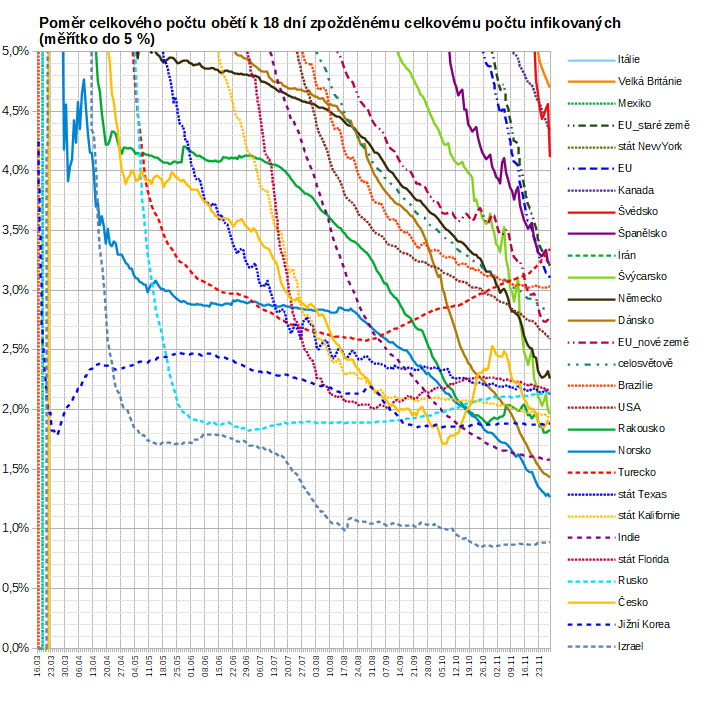 Poměr celkového počtu obětí k 18 dní zpožděnému celkovému počtu infikovaných
(měřítko do 5 %)
5,0%
4,5%
4,0%
3,5%
3,0%
2,5%
2,0%
1,5%
1,0%
0,5%
0,0%
16.03
23.03
30.03
06.04
13.04
20.04
27.04
04.05
11.05
18.05
25.05
01.06
08.06
15.06
22.06
29.06
06.07
13.07
20.07
27.07
03.08
10.08
17.08
24.08
31.08
07.09
14.09
21.09
28.09
05.10
12.10
19.10
26.10
02.11
09.11
16.11
23.11
Itálie
Velká Británie
Mexiko
EU_staré země
stát NewYork
EU
Kanada
Švédsko
Španělsko
Irán
Švýcarsko
Německo
Dánsko
EU_nové země
celosvětově
Brazilie
USA
Rakousko
Norsko
Turecko
stát Texas
stát Kalifornie
Indie
stát Florida
Rusko
Česko
Jižní Korea
Izrael